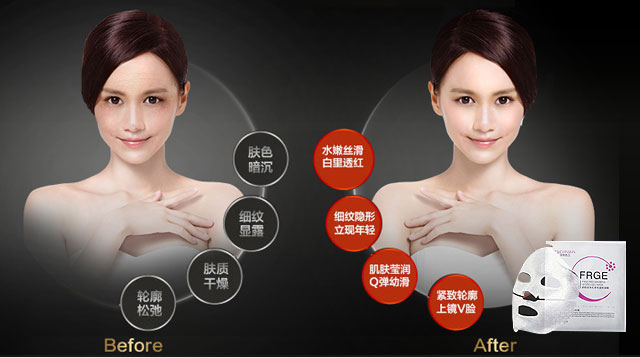 肤色
暗沉
细纹
显露
肤质
干燥
轮廓
松弛
Before
水嫩丝滑
白里透红
细纹隐形
立现年轻
肌肤莹润
Q弹幼滑
紧致轮廓
上镜V脸
After
FRGE